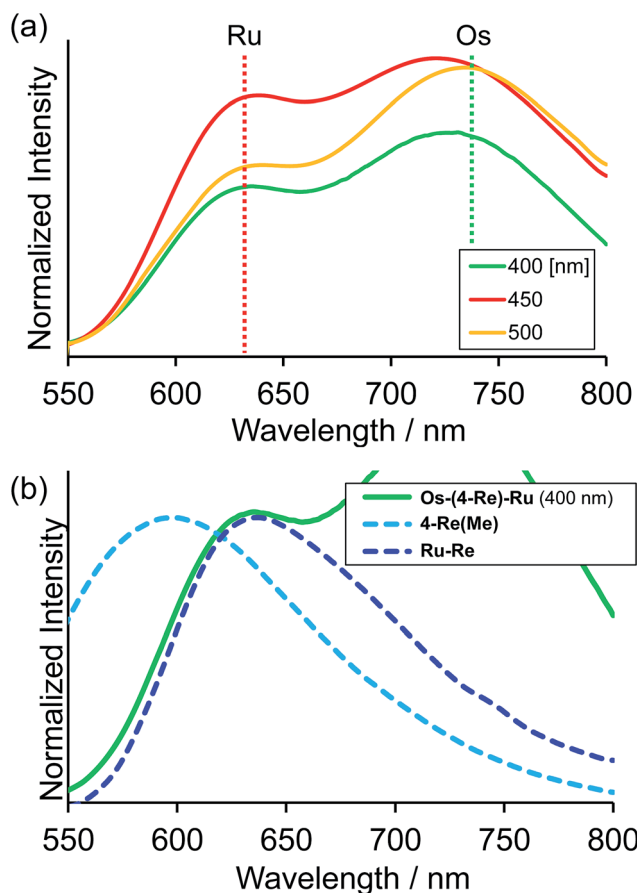 (a)
Ru
Os
Normalized Intensity
400 [nm]
450
500
550
600
650
700
750
800
Wavelength / nm
(b)
Normalized Intensity
Os-(4-Re)-Ru (400 nm)
4-Re(Me)
Ru-Re
550
600
650
700
750
800
Wavelength / nm